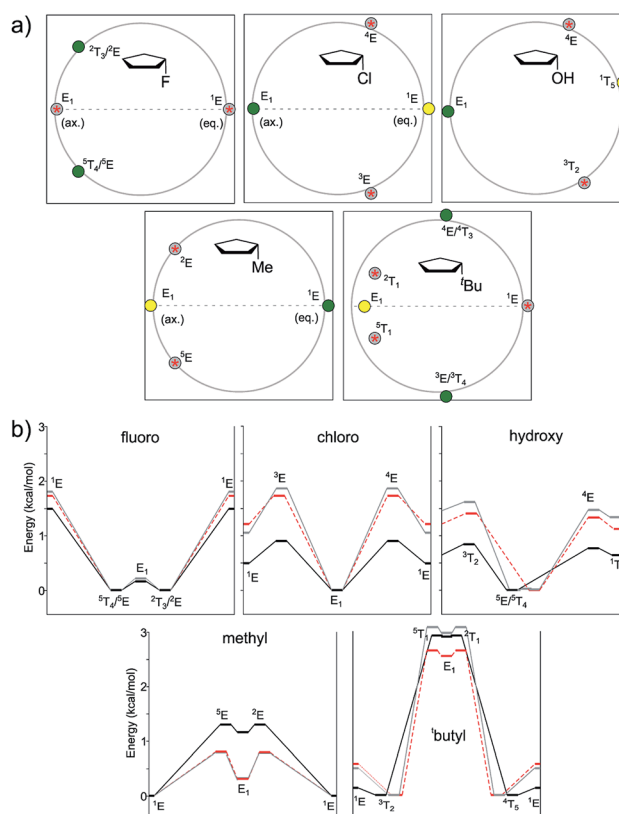 a)
²T₃/²E
F
E₁
(ax.)
¹E
(eq.)
⁵T₄/⁵E
⁴E
Cl
E₁
(ax.)
¹E
(eq.)
³E
⁴E
OH
¹T₅
E₁
³T₂
²E
Me
E₁
(ax.)
¹E
(eq.)
⁵E
⁴E/⁴T₃
ᵗBu
²T₁
E₁
¹E
⁵T₁
³E/³T₄
b)
Energy (kcal/mol)
3
2
1
0
fluoro
¹E
¹E
E₁
⁵T₄/⁵E
²T₃/²E
chloro
³E
⁴E
¹E
¹E
E₁
hydroxy
⁴E
³T₂
¹T
⁵E/⁵T₄
Energy (kcal/mol)
3
2
1
0
methyl
⁵E
²E
E₁
¹E
¹E
⁵T₁
²T₁
E₁
ᵗbutyl
¹E
³T₂
⁴T₅
¹E